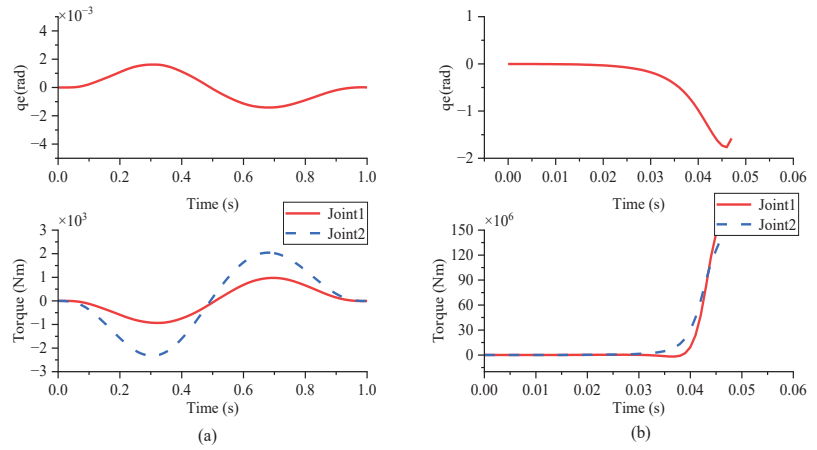 ×10⁻³
4
2
0
−2
−4
qe(rad)
0.0 0.2 0.4 0.6 0.8 1.0
Time (s)
×10³
3
2
1
0
−1
−2
−3
Torque (Nm)
Joint1
Joint2
0.0 0.2 0.4 0.6 0.8 1.0
Time (s)
(a)
1
0
−1
−2
qe(rad)
0.00 0.01 0.02 0.03 0.04 0.05 0.06
Time (s)
×10⁶
150
120
90
60
30
0
Torque (Nm)
Joint1
Joint2
0.00 0.01 0.02 0.03 0.04 0.05 0.06
Time (s)
(b)